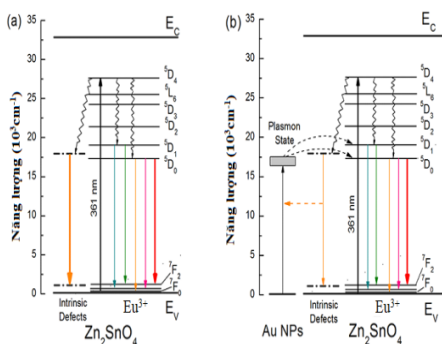 (a)
E_C
35
30
25
20
15
10
5
0
Năng lượng (10³cm⁻¹)
⁵D₄
⁵L₆
⁵D₃
⁵D₂
⁵D₁
⁵D₀
361 nm
⁷F₂
⁷F₀
E_V
Intrinsic
Defects
Eu³⁺
Zn₂SnO₄
(b)
E_C
35
30
25
20
15
10
5
0
Năng lượng (10³cm⁻¹)
Plasmon
State
⁵D₄
⁵L₆
⁵D₃
⁵D₂
⁵D₁
⁵D₀
361 nm
⁷F₂
⁷F₀
E_V
Au NPs
Intrinsic
Defects
Eu³⁺
Zn₂SnO₄